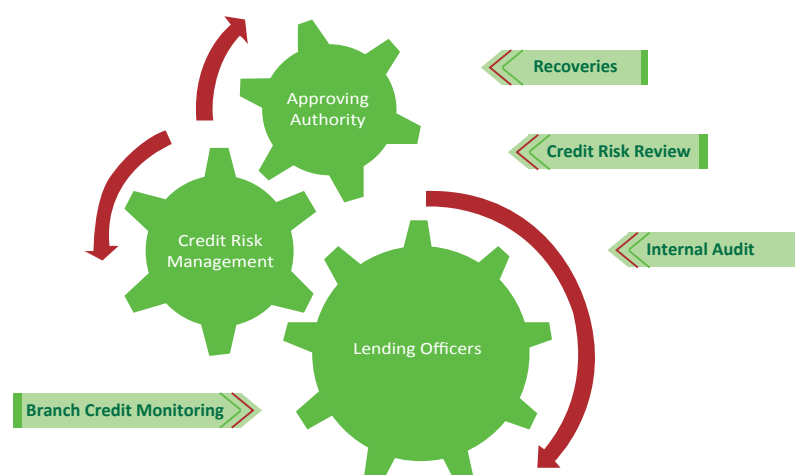 Recoveries
Approving
Authority
Credit Risk Review
Credit Risk
Management
Internal Audit
Lending Officers
Branch Credit Monitoring